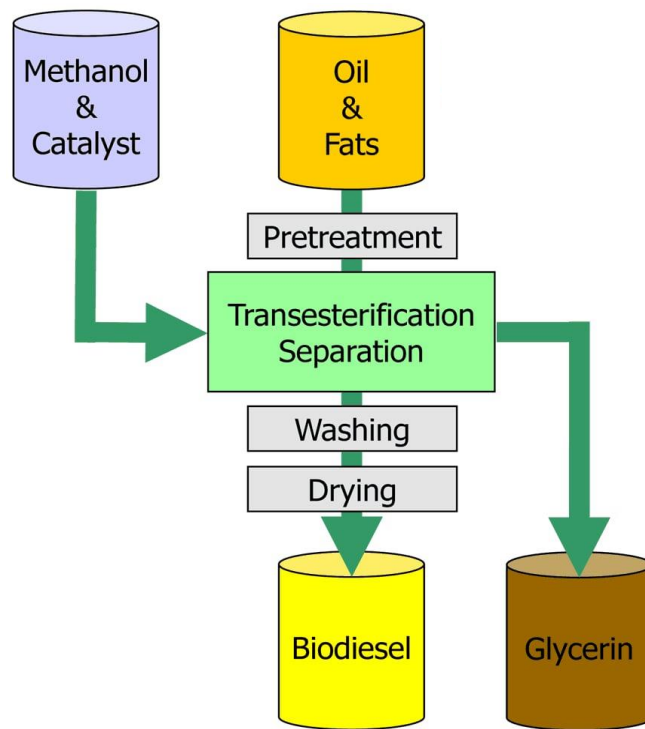 Methanol
&
Catalyst
Oil
&
Fats
Pretreatment
Transesterification
Separation
Washing
Drying
Biodiesel
Glycerin